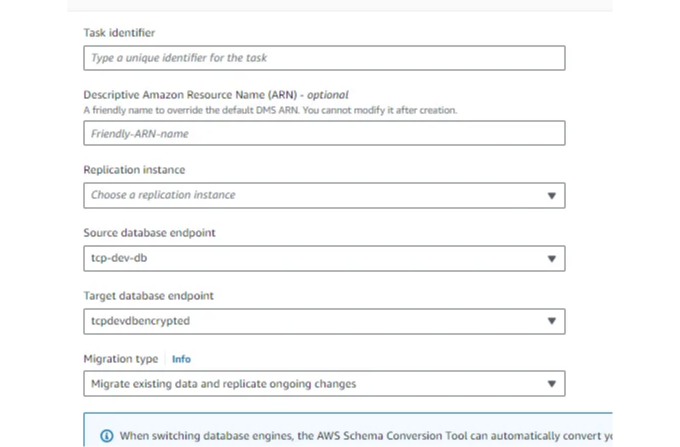 Task identifier
Type a unique identifier for the task
Descriptive Amazon Resource Name (ARN) - optional
A friendly name to override the default DMS ARN. You cannot modify it after creation.
Friendly-ARN-name
Replication instance
Choose a replication instance
Source database endpoint
tcp-dev-db
Target database endpoint
tcpdevdbencrypted
Migration type Info
Migrate existing data and replicate ongoing changes
When switching database engines, the AWS Schema Conversion Tool can automatically convert